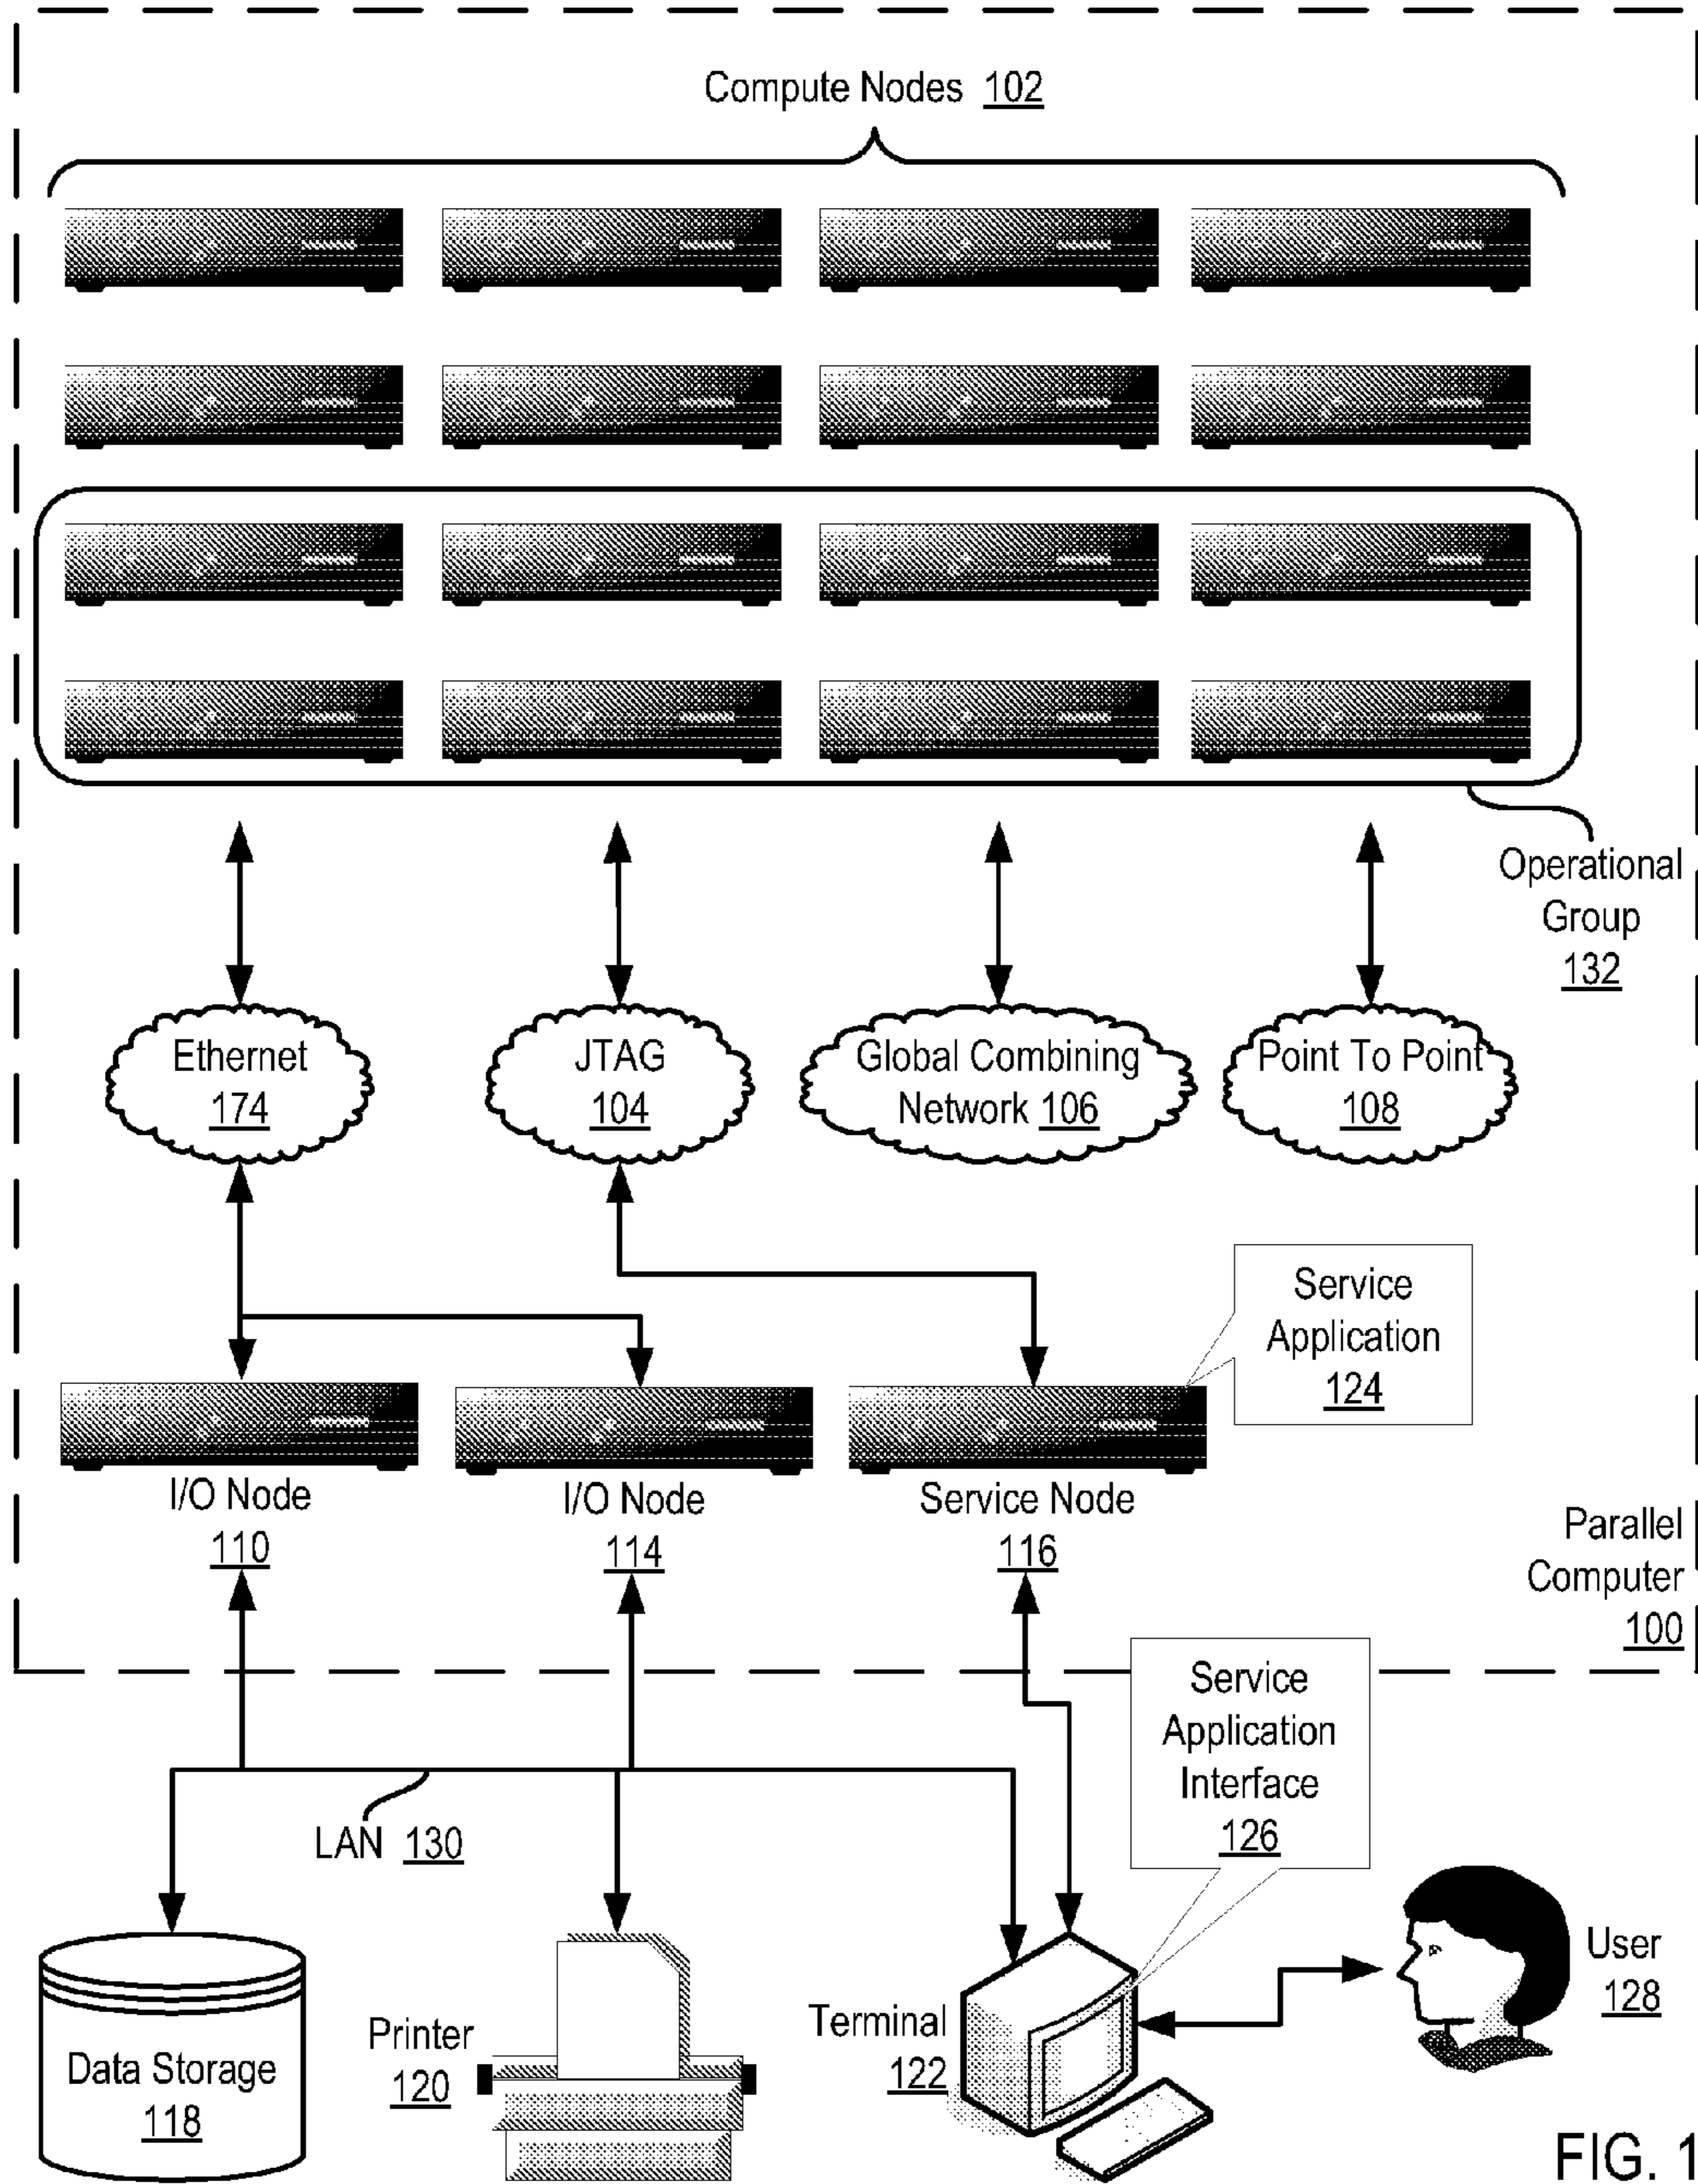 Compute Nodes 102
Operational
Group
132
Ethernet
174
JTAG
104
Global Combining
Network 106
Point To Point
108
Service
Application
124
I/O Node
110
I/O Node
114
Service Node
116
Parallel
Computer
100
Service
Application
Interface
126
LAN 130
Data Storage
118
Printer
120
Terminal
122
User
128
FIG. 1